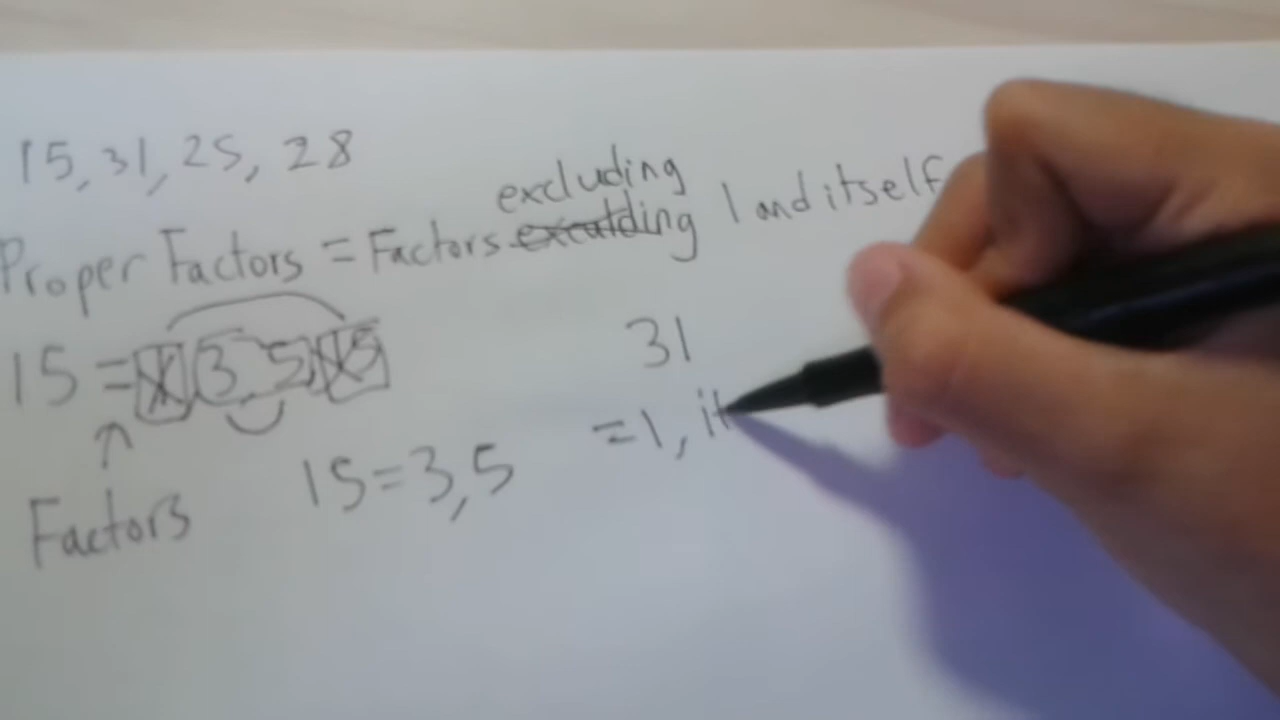 15, 31, 25, 28
excluding
Proper Factors = Factors excutding 1 and itself
15 = 1 3, 5 15
31
= 1, it
15 = 3, 5
Factors